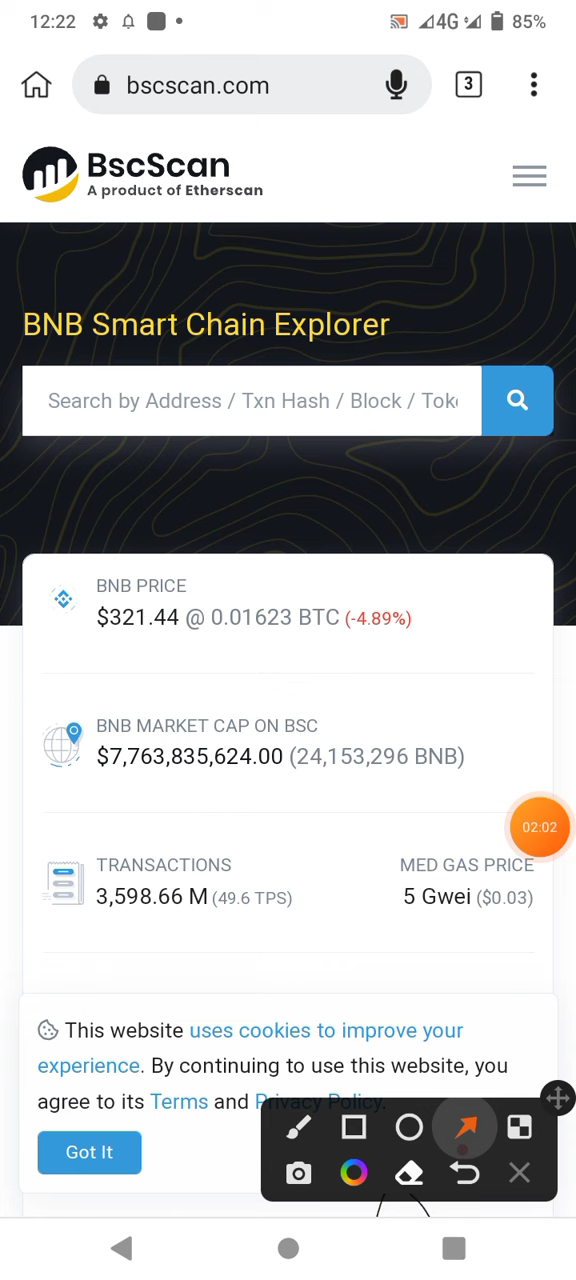 12:22 4G 85%
bscscan.com 3
BscScan
A product of Etherscan
BNB Smart Chain Explorer
Search by Address / Txn Hash / Block / Toke
BNB PRICE
$321.44 @ 0.01623 BTC (-4.89%)
BNB MARKET CAP ON BSC
$7,763,835,624.00 (24,153,296 BNB)
02:02
TRANSACTIONS MED GAS PRICE
3,598.66 M (49.6 TPS) 5 Gwei ($0.03)
This website uses cookies to improve your
experience. By continuing to use this website, you
agree to its Terms and Privacy Policy.
Got It